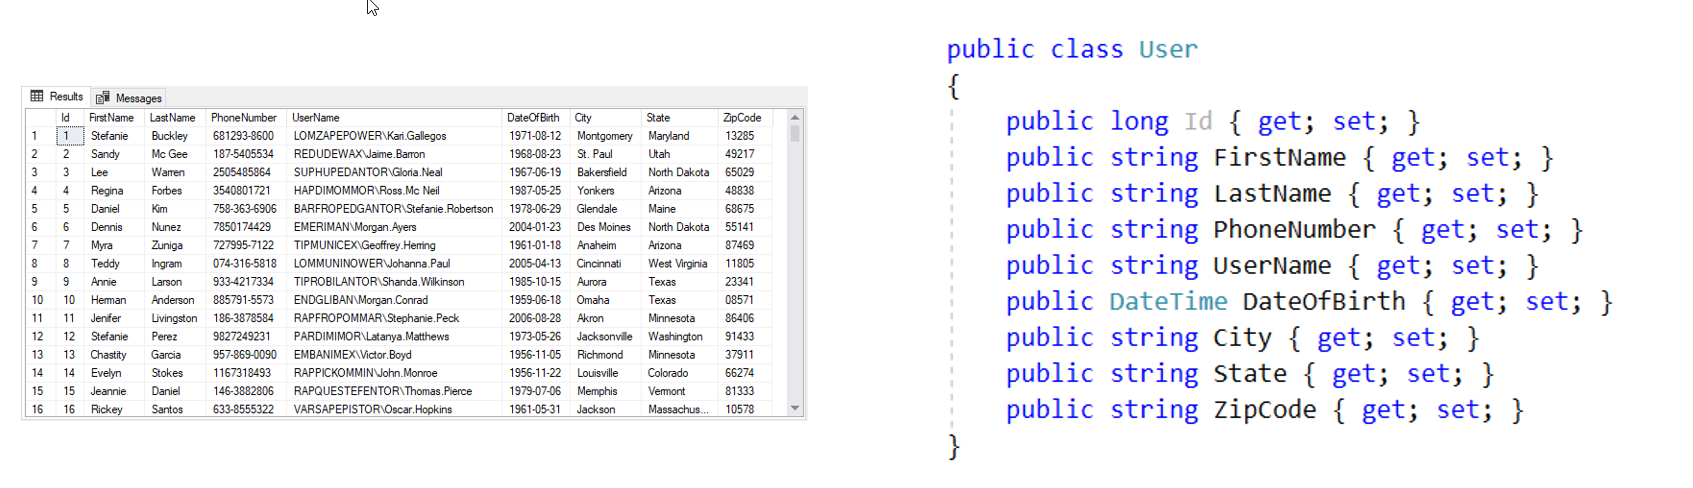 Results Messages
Id FirstName LastName PhoneNumber UserName DateOfBirth City State ZipCode
1 1 Stefanie Buckley 681293-8600 LOMZAPEPOWER\Kari.Gallegos 1971-08-12 Montgomery Maryland 13285
2 2 Sandy Mc Gee 187-5405534 REDUDEWAX\Jaime.Barron 1968-08-23 St. Paul Utah 49217
3 3 Lee Warren 2505485864 SUPHUPEDANTOR\Gloria.Neal 1967-06-19 Bakersfield North Dakota 65029
4 4 Regina Forbes 3540801721 HAPDIMOMMOR\Ross.Mc Neil 1987-05-25 Yonkers Arizona 48838
5 5 Daniel Kim 758-363-6906 BARFROPEDGANTOR\Stefanie.Robertson 1978-06-29 Glendale Maine 68675
6 6 Dennis Nunez 7850174429 EMERIMAN\Morgan.Ayers 2004-01-23 Des Moines North Dakota 55141
7 7 Myra Zuniga 727995-7122 TIPMUNICEX\Geoffrey.Herring 1961-01-18 Anaheim Arizona 87469
8 8 Teddy Ingram 074-316-5818 LOMMUNINOWER\Johanna.Paul 2005-04-13 Cincinnati West Virginia 11805
9 9 Annie Larson 933-4217334 TIPROBILANTOR\Shanda.Wilkinson 1985-10-15 Aurora Texas 23341
10 10 Herman Anderson 885791-5573 ENDGLIBAN\Morgan.Conrad 1959-06-18 Omaha Texas 08571
11 11 Jenifer Livingston 186-3878584 RAPFROPOMMAR\Stephanie.Peck 2006-08-28 Akron Minnesota 86406
12 12 Stefanie Perez 9827249231 PARDIMIMOR\Latanya.Matthews 1973-05-26 Jacksonville Washington 91433
13 13 Chastity Garcia 957-869-0090 EMBANIMEX\Victor.Boyd 1956-11-05 Richmond Minnesota 37911
14 14 Evelyn Stokes 1167318493 RAPPICKOMMIN\John.Monroe 1956-11-22 Louisville Colorado 66274
15 15 Jeannie Daniel 146-3882806 RAPQUESTEFENTOR\Thomas.Pierce 1979-07-06 Memphis Vermont 81333
16 16 Rickey Santos 633-8555322 VARSAPEPISTOR\Oscar.Hopkins 1961-05-31 Jackson Massachus... 10578
public class User
{
public long Id { get; set; }
public string FirstName { get; set; }
public string LastName { get; set; }
public string PhoneNumber { get; set; }
public string UserName { get; set; }
public DateTime DateOfBirth { get; set; }
public string City { get; set; }
public string State { get; set; }
public string ZipCode { get; set; }
}